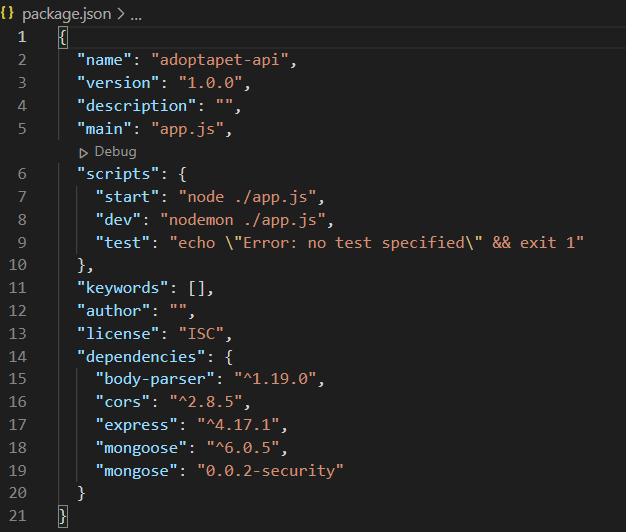 {} package.json > ...
1 {
2 "name": "adoptapet-api",
3 "version": "1.0.0",
4 "description": "",
5 "main": "app.js",
Debug
6 "scripts": {
7 "start": "node ./app.js",
8 "dev": "nodemon ./app.js",
9 "test": "echo \"Error: no test specified\" && exit 1"
10 },
11 "keywords": [],
12 "author": "",
13 "license": "ISC",
14 "dependencies": {
15 "body-parser": "^1.19.0",
16 "cors": "^2.8.5",
17 "express": "^4.17.1",
18 "mongoose": "^6.0.5",
19 "mongose": "0.0.2-security"
20 }
21 }